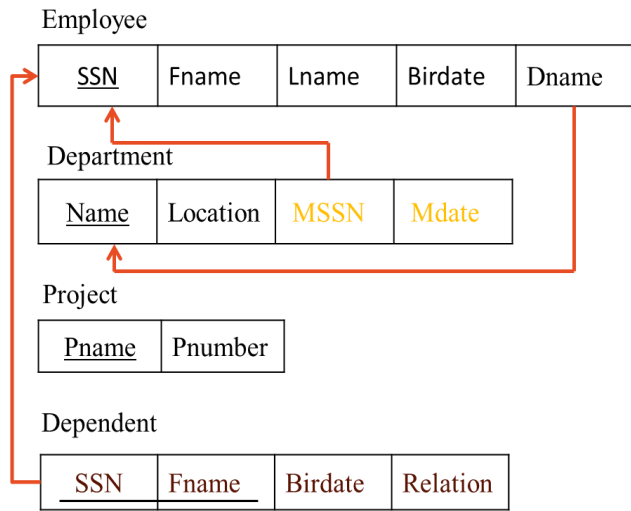 Employee
SSN Fname Lname Birdate Dname
Department
Name Location MSSN Mdate
Project
Pname Pnumber
Dependent
SSN Fname Birdate Relation